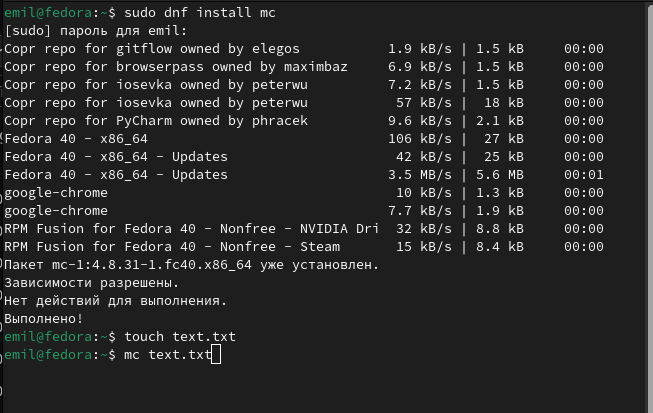 emil@fedora:~$ sudo dnf install mc
[sudo] пароль для emil:
Copr repo for gitflow owned by elegos 1.9 kB/s | 1.5 kB 00:00
Copr repo for browserpass owned by maximbaz 6.9 kB/s | 1.5 kB 00:00
Copr repo for iosevka owned by peterwu 7.2 kB/s | 1.5 kB 00:00
Copr repo for iosevka owned by peterwu 57 kB/s | 18 kB 00:00
Copr repo for PyCharm owned by phracek 9.6 kB/s | 2.1 kB 00:00
Fedora 40 - x86_64 106 kB/s | 27 kB 00:00
Fedora 40 - x86_64 - Updates 42 kB/s | 25 kB 00:00
Fedora 40 - x86_64 - Updates 3.5 MB/s | 5.6 MB 00:01
google-chrome 10 kB/s | 1.3 kB 00:00
google-chrome 7.7 kB/s | 1.9 kB 00:00
RPM Fusion for Fedora 40 - Nonfree - NVIDIA Dri 32 kB/s | 8.8 kB 00:00
RPM Fusion for Fedora 40 - Nonfree - Steam 15 kB/s | 8.4 kB 00:00
Пакет mc-1:4.8.31-1.fc40.x86_64 уже установлен.
Зависимости разрешены.
Нет действий для выполнения.
Выполнено!
emil@fedora:~$ touch text.txt
emil@fedora:~$ mc text.txt